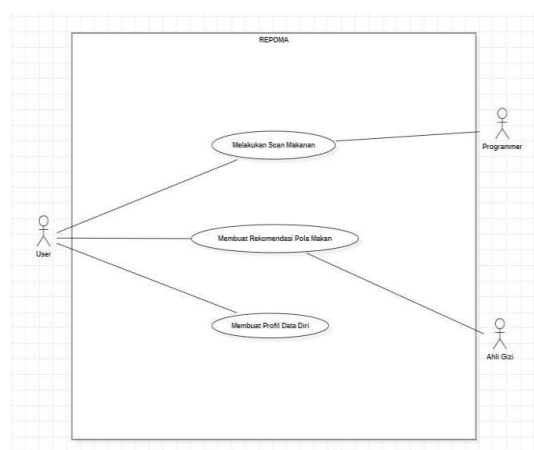 REPOMA
Melakukan Scan Makanan
Programmer
Membuat Rekomendasi Pola Makan
User
Membuat Profil Data Diri
Ahli Gizi